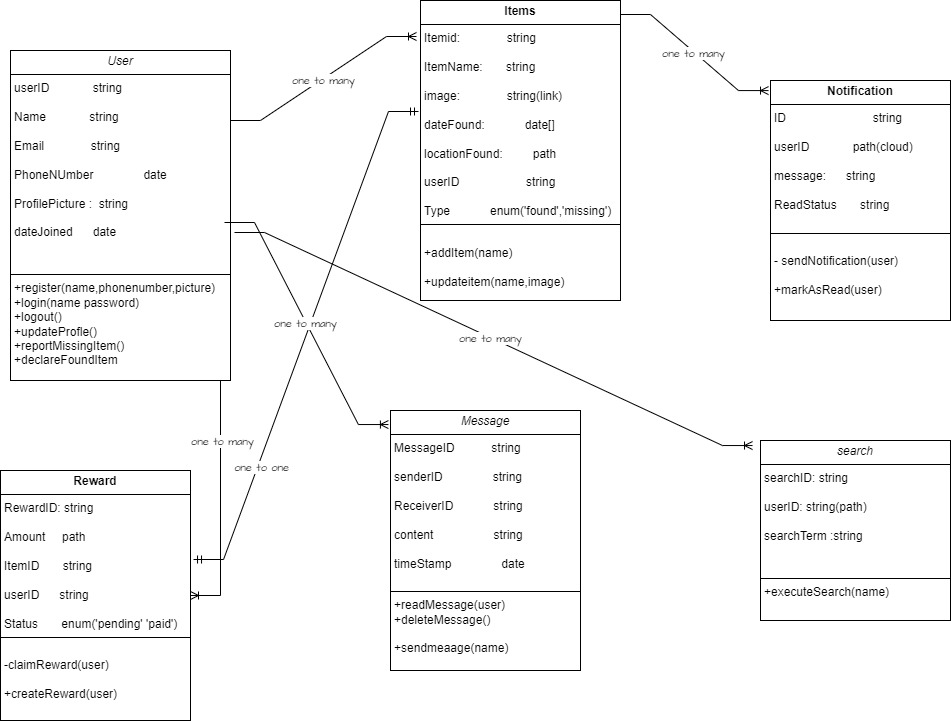 User
userID string
Name string
Email string
PhoneNUmber date
ProfilePicture : string
dateJoined date
+register(name,phonenumber,picture)
+login(name password)
+logout()
+updateProfle()
+reportMissingItem()
+declareFoundItem
one to many
Items
Itemid: string
ItemName: string
image: string(link)
dateFound: date[]
locationFound: path
userID string
Type enum('found','missing')
+addItem(name)
+updateitem(name,image)
one to many
Notification
ID string
userID path(cloud)
message: string
ReadStatus string
- sendNotification(user)
+markAsRead(user)
one to many
one to many
one to many
one to one
Reward
RewardID: string
Amount path
ItemID string
userID string
Status enum('pending' 'paid')
-claimReward(user)
+createReward(user)
Message
MessageID string
senderID string
ReceiverID string
content string
timeStamp date
+readMessage(user)
+deleteMessage()
+sendmeaage(name)
search
searchID: string
userID: string(path)
searchTerm :string
+executeSearch(name)